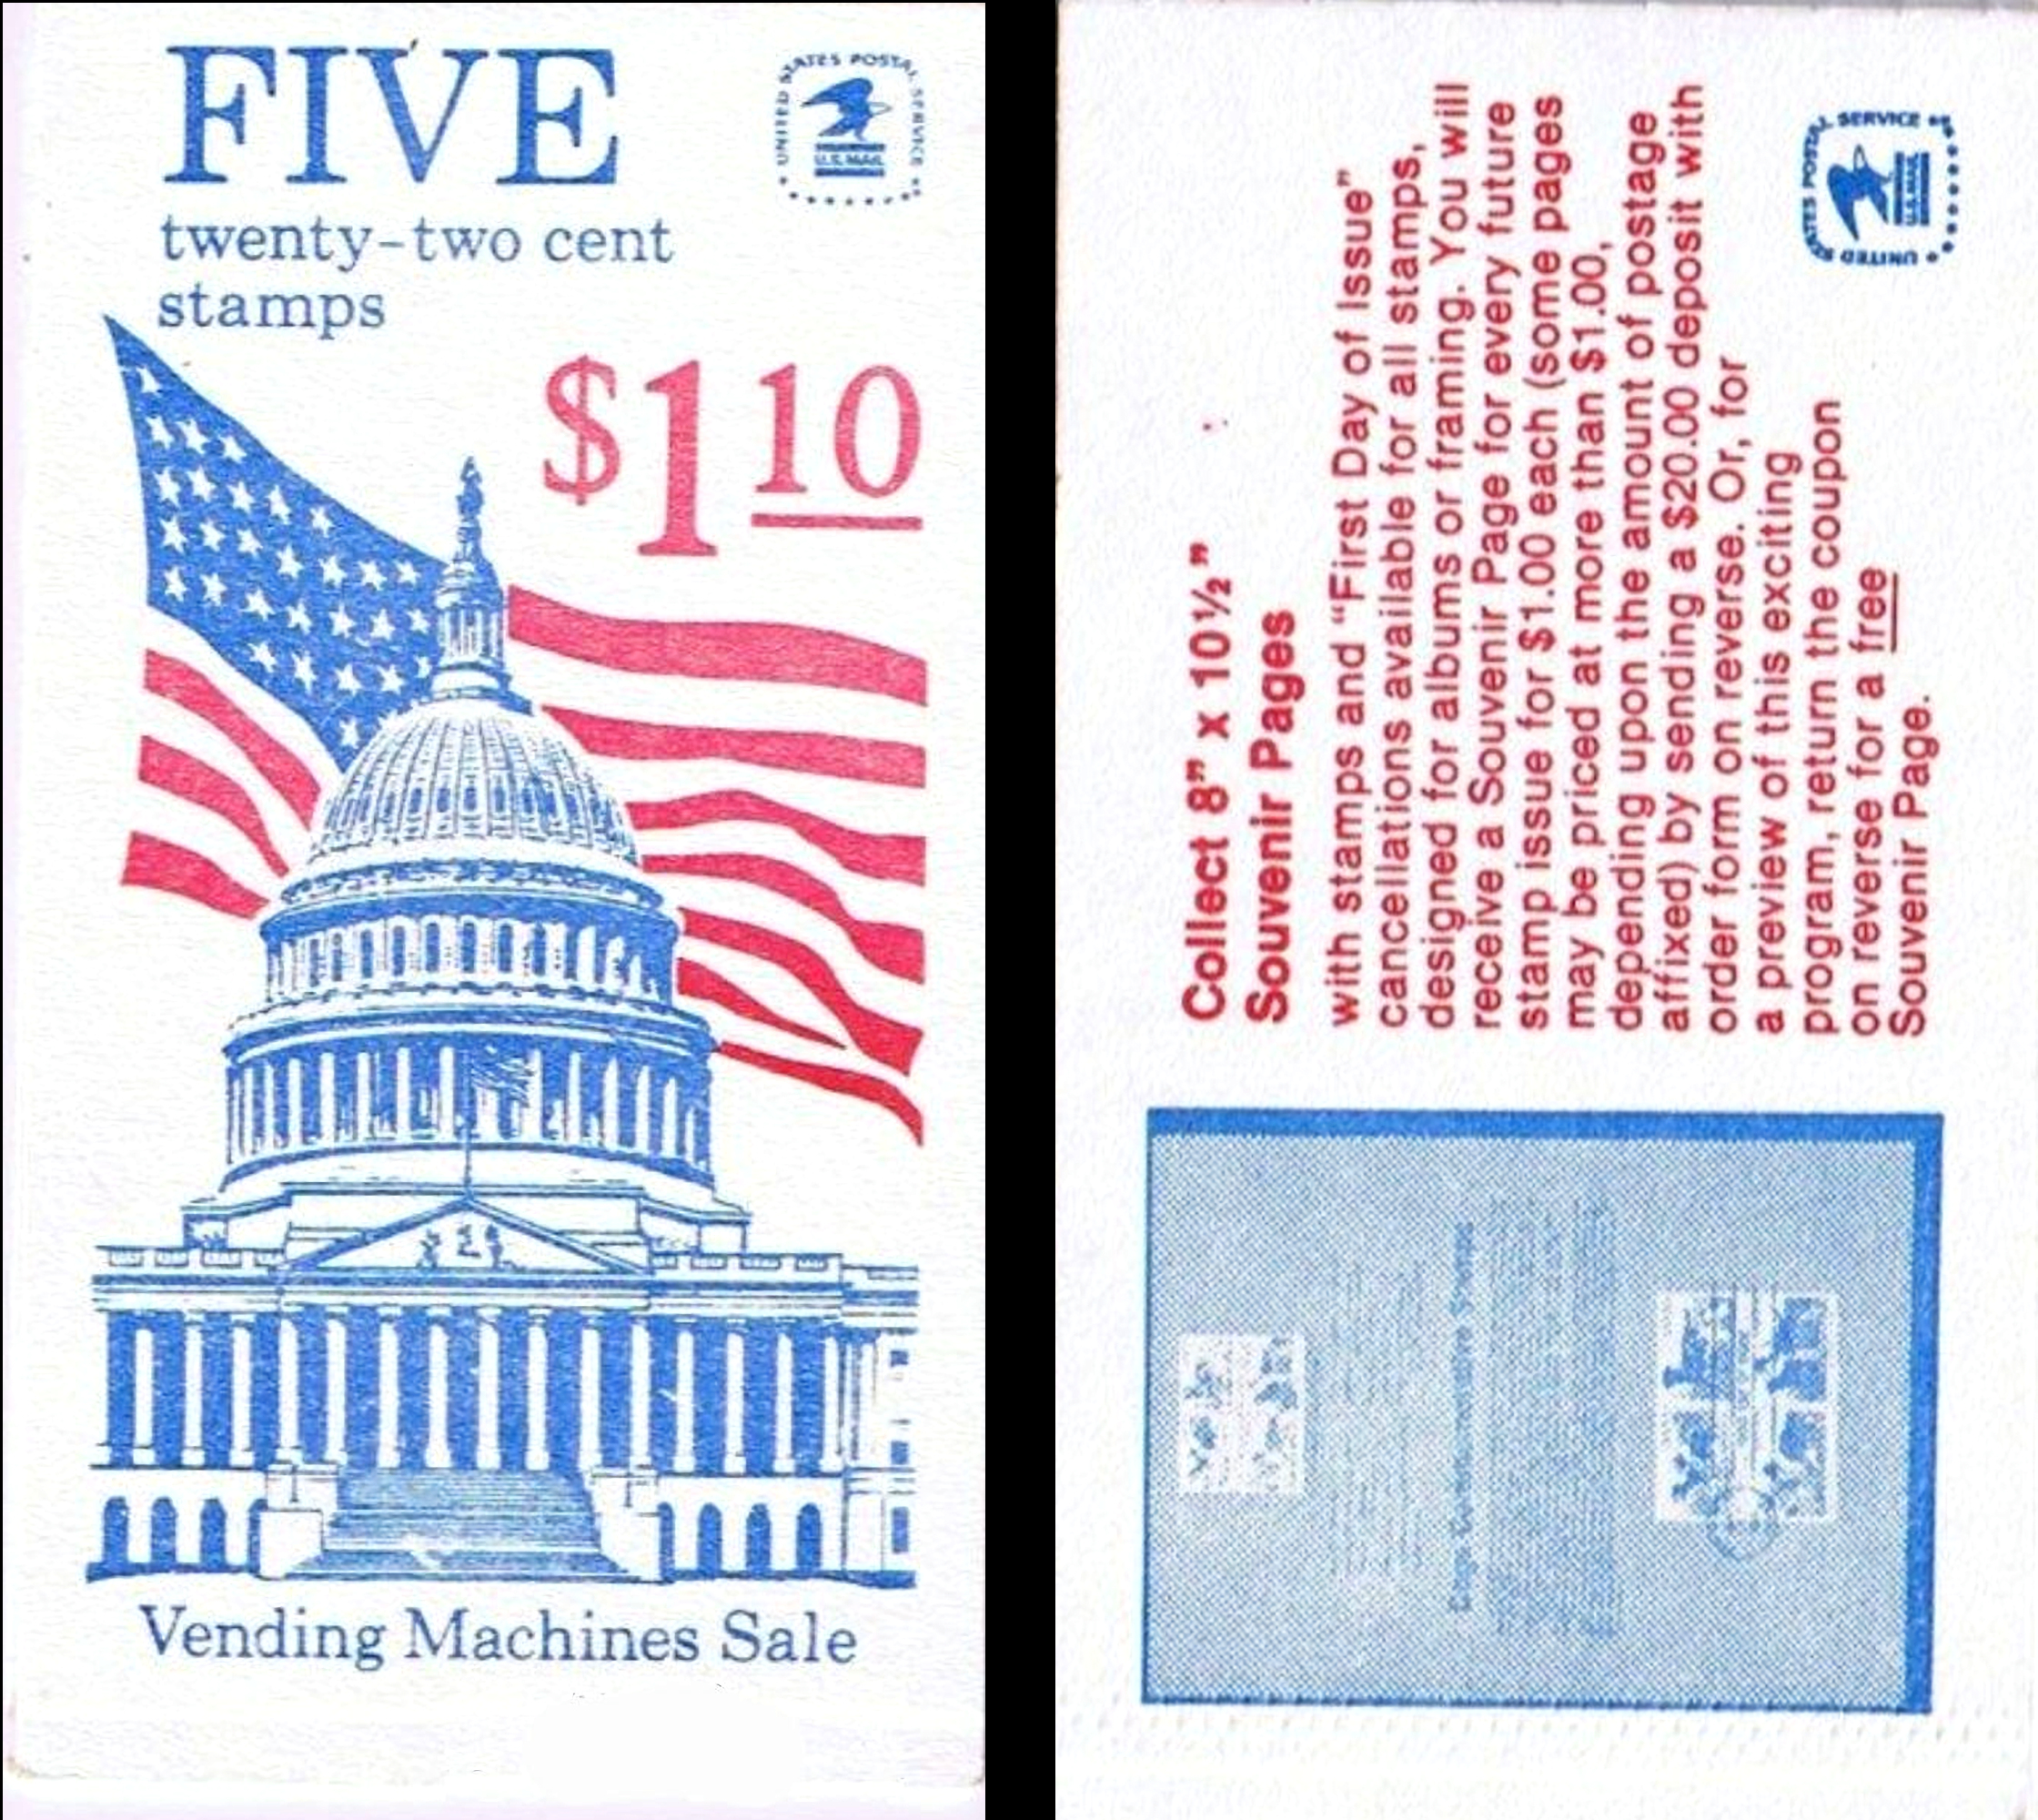 FIVE
twenty-two cent
stamps
UNITED STATES POSTAL SERVICE
U.S. MAIL
$1 10
Vending Machines Sale
Collect 8” x 10½”
Souvenir Pages
with stamps and “First Day of Issue”
cancellations available for all stamps,
designed for albums or framing. You will
receive a Souvenir Page for every future
stamp issue for $1.00 each (some pages
may be priced at more than $1.00,
depending upon the amount of postage
affixed) by sending a $20.00 deposit with
order form on reverse. Or, for
a preview of this exciting
program, return the coupon
on reverse for a free
Souvenir Page.
UNITED STATES POSTAL SERVICE
U.S. MAIL